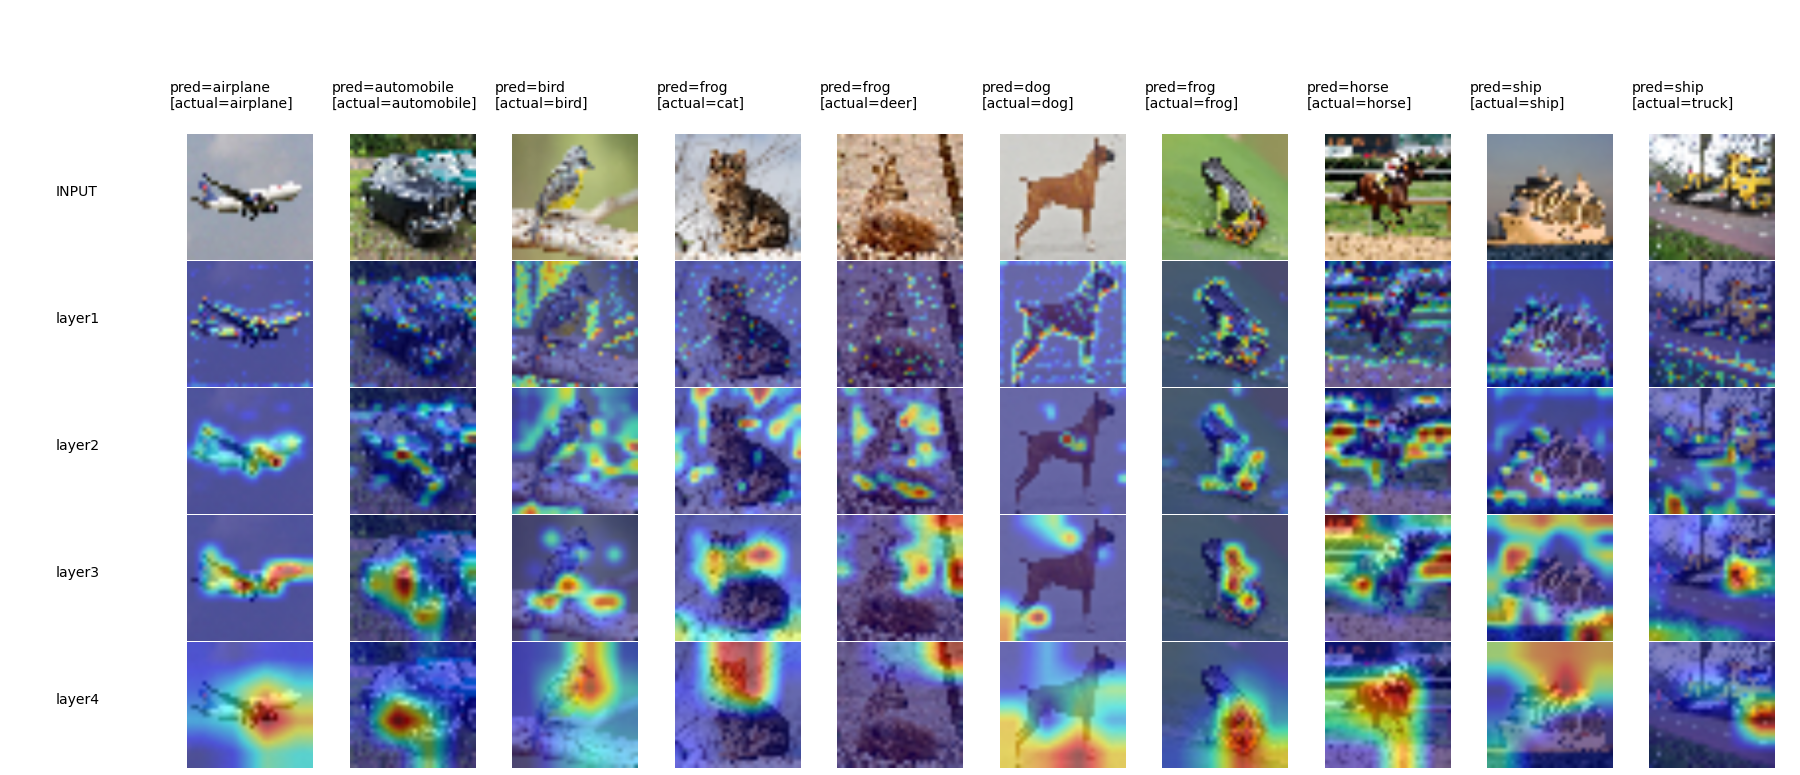 pred=airplane
[actual=airplane]
pred=automobile
[actual=automobile]
pred=bird
[actual=bird]
pred=frog
[actual=cat]
pred=frog
[actual=deer]
pred=dog
[actual=dog]
pred=frog
[actual=frog]
pred=horse
[actual=horse]
pred=ship
[actual=ship]
pred=ship
[actual=truck]
INPUT
layer1
layer2
layer3
layer4